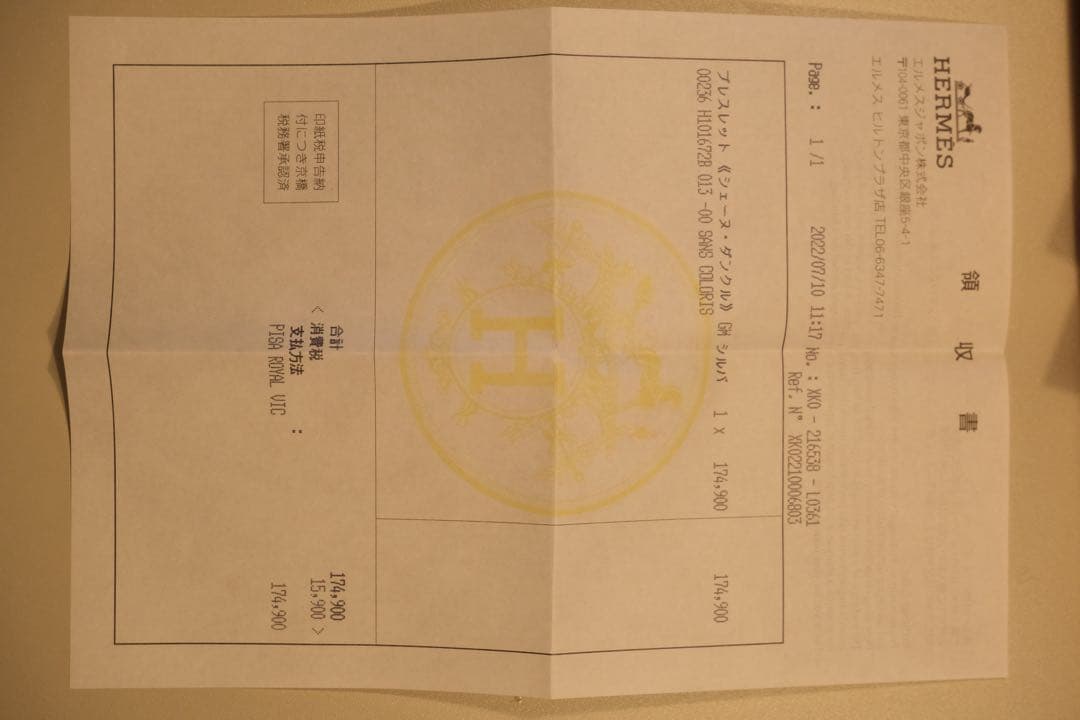 HERMÈS
エルメスジャポン株式会社
〒104-0061 東京都中央区銀座5-4-1
エルメス ヒルトンプラザ店 TEL06-6347-7471
領 収 書
Page. : 1 /1 2022/07/10 11:17 No. : XKO - 216538 - L0361
Ref. N° XK02210006803
ブレスレット 《シェーヌ・ダンクル》 GM シルバ 1 X 174,900 174,900
00236 H101672B 013 -00 SANS COLORIS
H
合計 174,900
< 消費税 15,900 >
支払方法 :
PISA ROYAL VIC 174,900
印紙税申告納
付につき京橋
税務署承認済